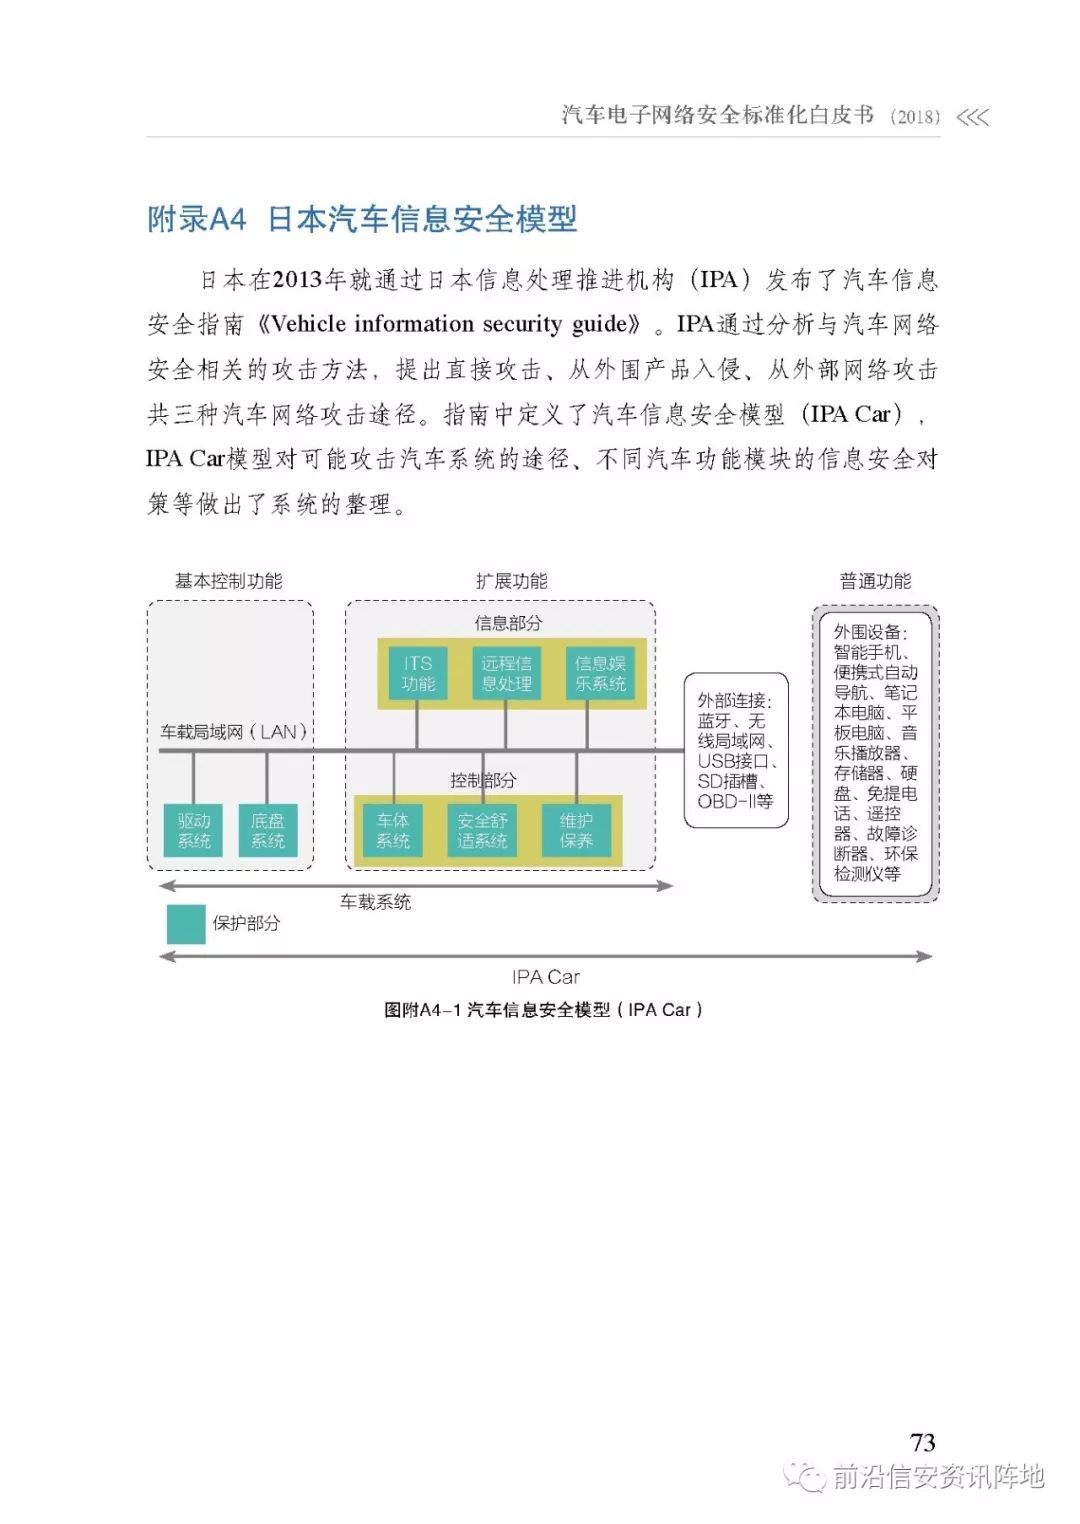 汽车电子网络安全标准化白皮书 (2018)
附录A4 日本汽车信息安全模型
日本在2013年就通过日本信息处理推进机构（IPA）发布了汽车信息
安全指南《Vehicle information security guide》。IPA通过分析与汽车网络
安全相关的攻击方法，提出直接攻击、从外围产品入侵、从外部网络攻击
共三种汽车网络攻击途径。指南中定义了汽车信息安全模型（IPA Car），
IPA Car模型对可能攻击汽车系统的途径、不同汽车功能模块的信息安全对
策等做出了系统的整理。
基本控制功能
扩展功能
普通功能
信息部分
ITS
功能
远程信
息处理
信息娱
乐系统
车载局域网（LAN）
控制部分
驱动
系统
底盘
系统
车体
系统
安全舒
适系统
维护
保养
外部连接：
蓝牙、无
线局域网、
USB接口、
SD插槽、
OBD-II等
外围设备：
智能手机、
便携式自动
导航、笔记
本电脑、平
板电脑、音
乐播放器、
存储器、硬
盘、免提电
话、遥控
器、故障诊
断器、环保
检测仪等
车载系统
保护部分
IPA Car
图附A4-1 汽车信息安全模型（IPA Car）
73
前沿信安资讯阵地